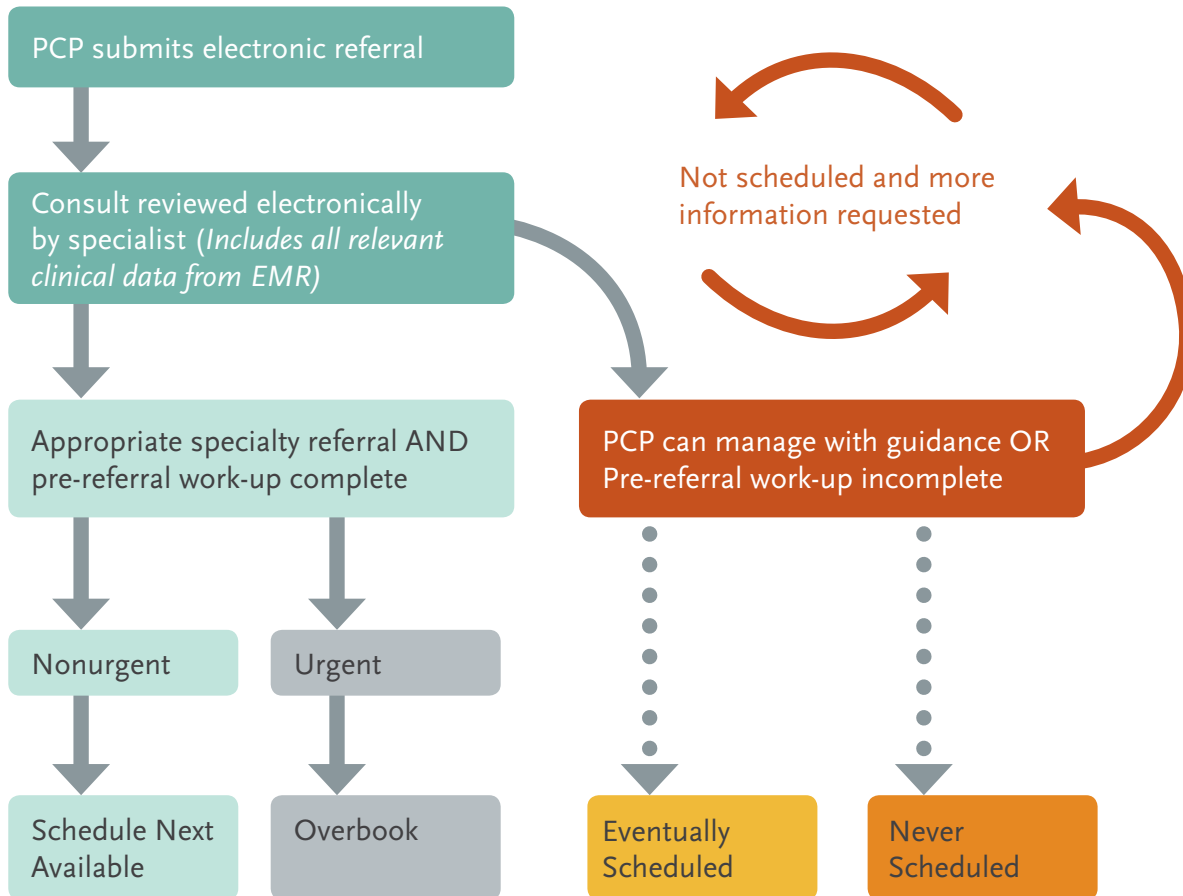 PCP submits electronic referral
Consult reviewed electronically
by specialist (Includes all relevant
clinical data from EMR)
Not scheduled and more
information requested
Appropriate specialty referral AND
pre-referral work-up complete
PCP can manage with guidance OR
Pre-referral work-up incomplete
Nonurgent
Urgent
Schedule Next
Available
Overbook
Eventually
Scheduled
Never
Scheduled